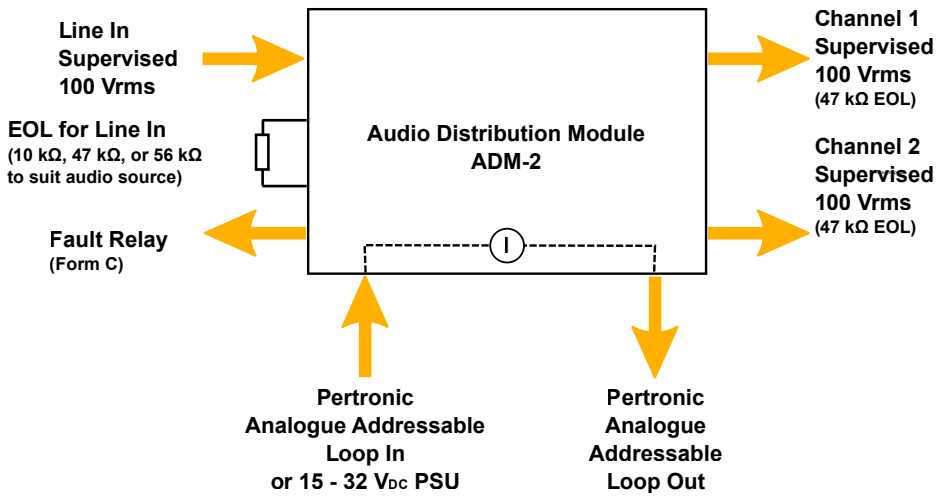 Line In
Supervised
100 Vrms
EOL for Line In
(10 kΩ, 47 kΩ, or 56 kΩ
to suit audio source)
Fault Relay
(Form C)
Audio Distribution Module
ADM-2
I
Channel 1
Supervised
100 Vrms
(47 kΩ EOL)
Channel 2
Supervised
100 Vrms
(47 kΩ EOL)
Pertronic
Analogue Addressable
Loop In
or 15 - 32 VDC PSU
Pertronic
Analogue
Addressable
Loop Out